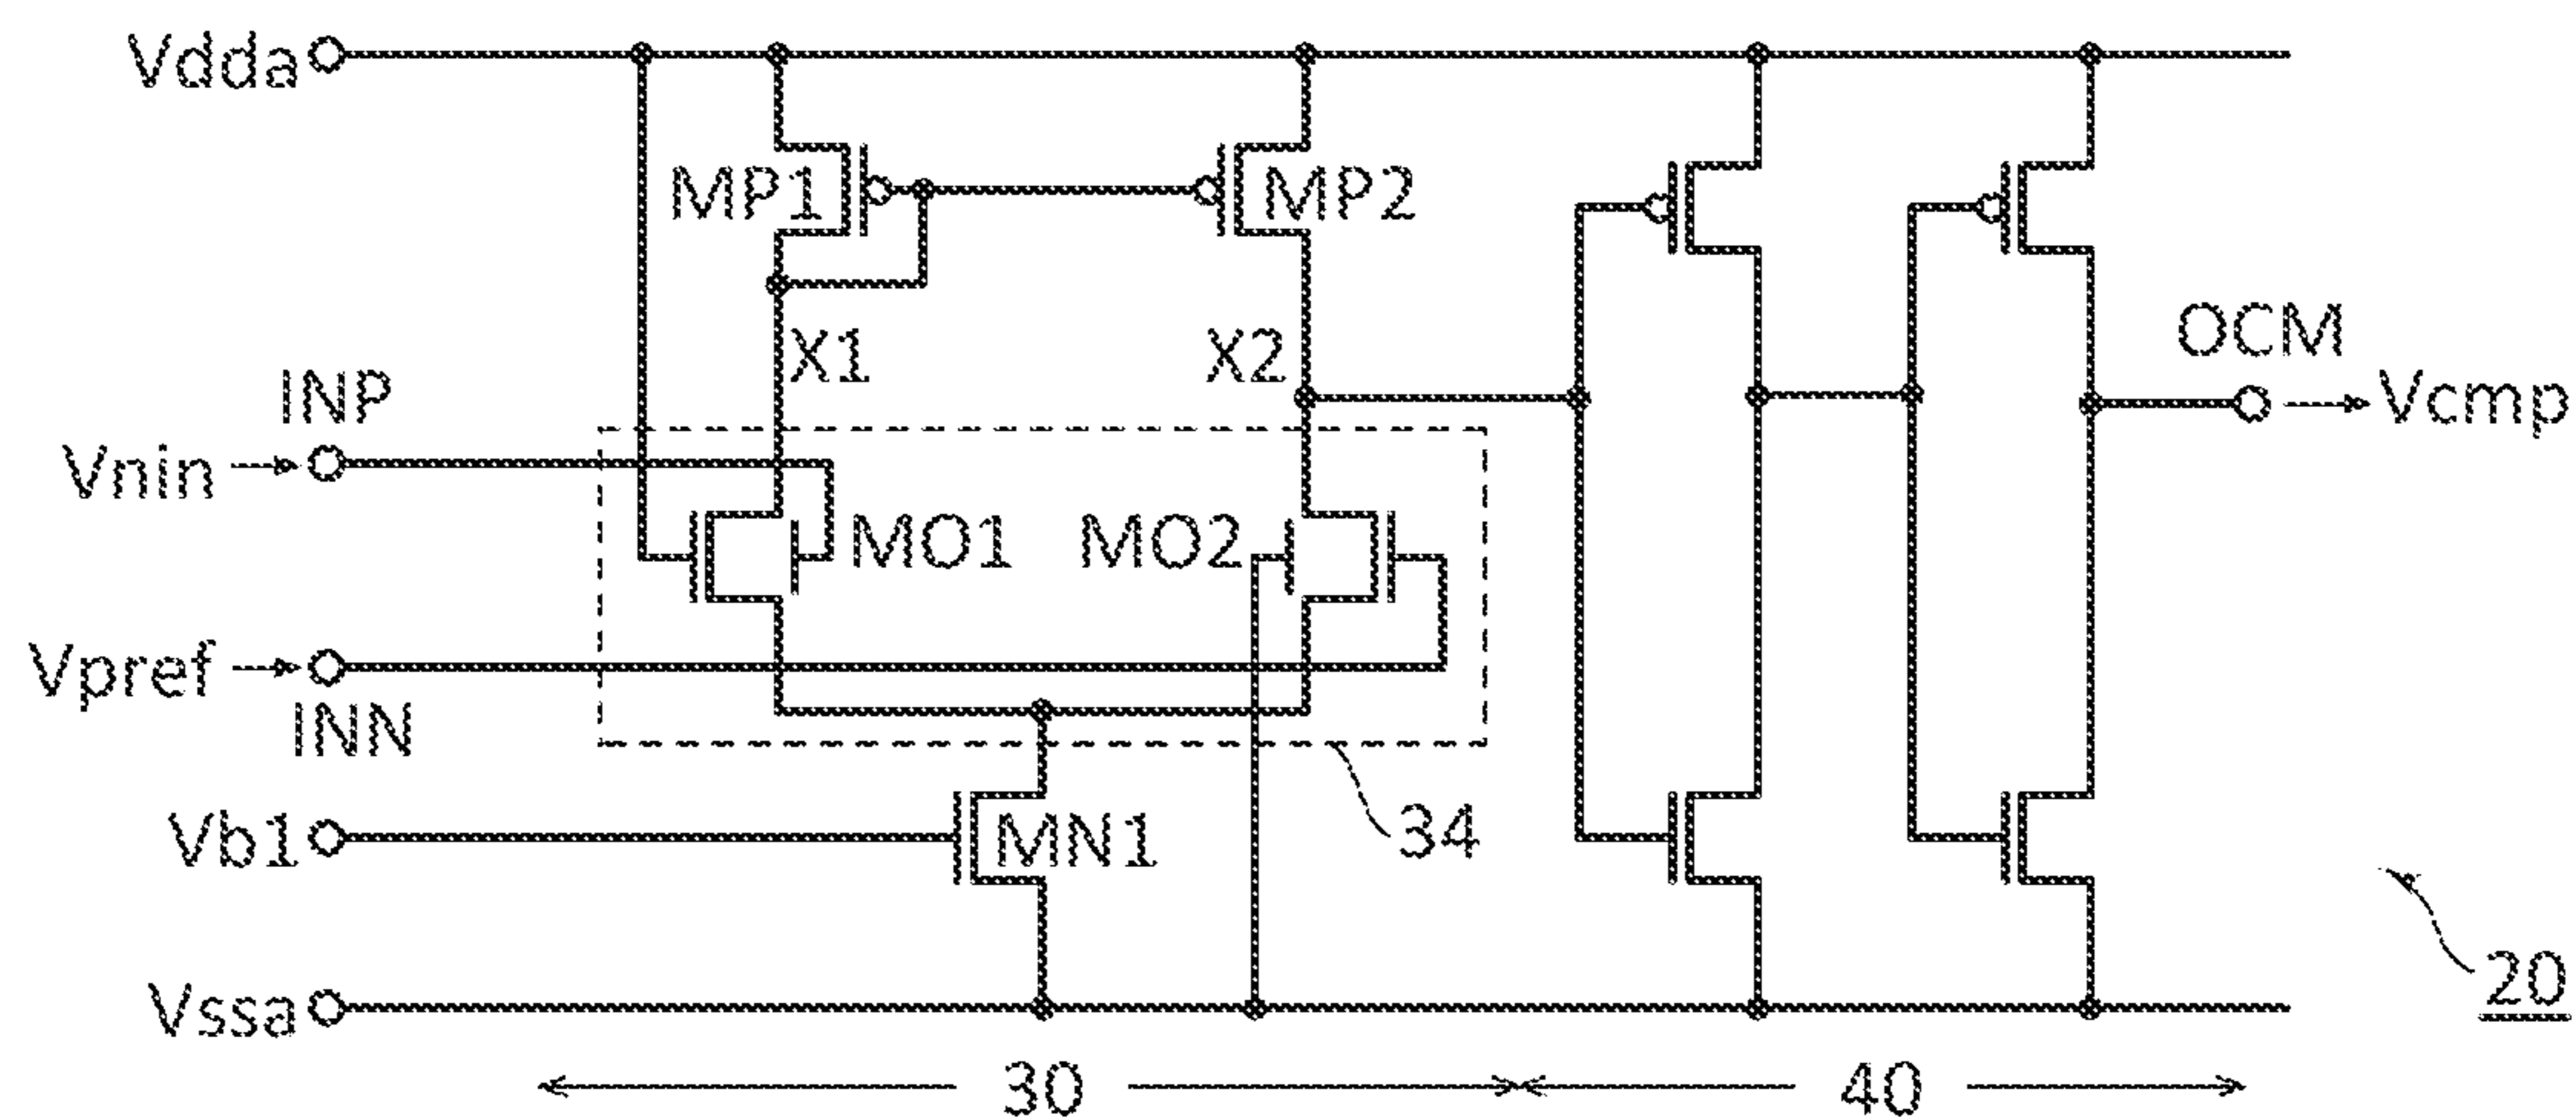 Vdda
MP1
MP2
X1
X2
OCM
INP
Vcmp
Vnin
MO1
MO2
Vpref
INN
34
Vb1
MN1
20
Vssa
30
40